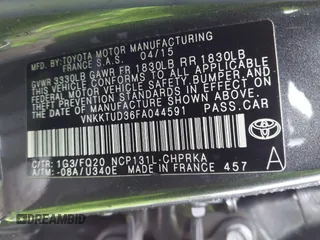 MFD. BY: TOYOTA MOTOR MANUFACTURING
FRANCE S.A.S. 04/15
GVWR 3330LB GAWR FR 1830LB RR 1830LB
THIS VEHICLE CONFORMS TO ALL APPLICABLE
FEDERAL MOTOR VEHICLE SAFETY, BUMPER, AND
THEFT PREVENTION STANDARDS IN EFFECT ON
THE DATE OF MANUFACTURE SHOWN ABOVE.
VNKKTUD36FA044591 PASS.CAR
TOYOTA
C/TR: 1G3/FQ20 NCP131L-CHPRKA
A/TM: -08A/U340E MADE IN FRANCE 457 A
DREAMBID